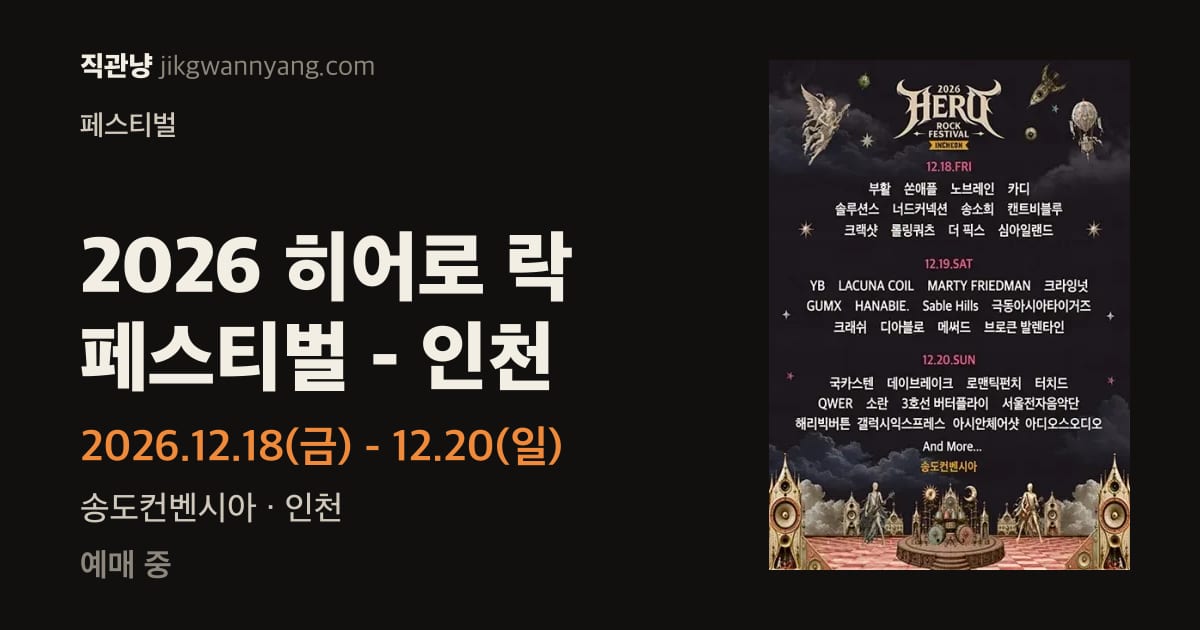 직관냥 jikgwannyang.com
페스티벌
2026 히어로 락
페스티벌 - 인천
2026.12.18(금) - 12.20(일)
송도컨벤시아 · 인천
예매 중
2026
HERO
ROCK
FESTIVAL
INCHEON
12.18.FRI
부활 쏜애플 노브레인 카디
솔루션스 너드커넥션 송소희 캔트비블루
크랙샷 롤링쿼츠 더 픽스 심아일랜드
12.19.SAT
YB LACUNA COIL MARTY FRIEDMAN 크라잉넛
GUMX HANABIE. Sable Hills 극동아시아타이거즈
크래쉬 디아블로 메써드 브로큰 발렌타인
12.20.SUN
국카스텐 데이브레이크 로맨틱펀치 터치드
QWER 소란 3호선 버터플라이 서울전자음악단
해리빅버튼 갤럭시익스프레스 아시안체어샷 아디오스오디오
And More...
송도컨벤시아